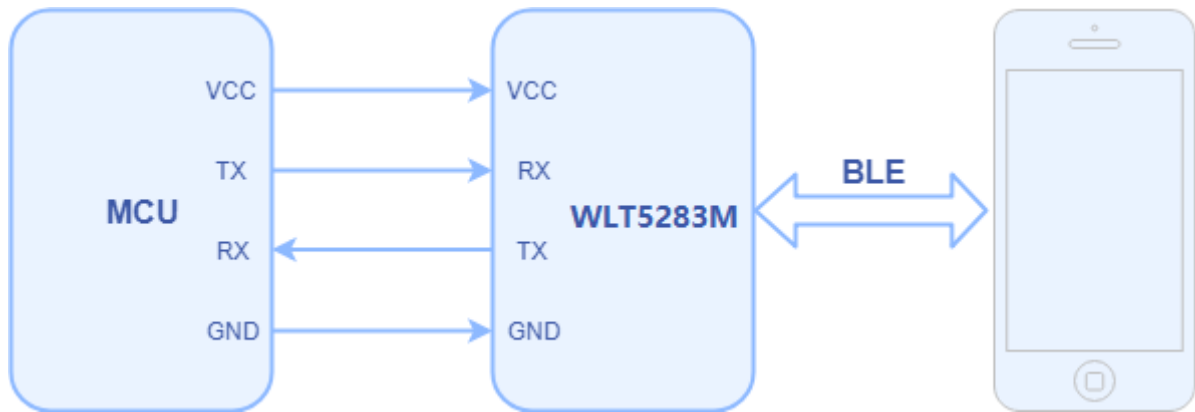 VCC
VCC
BLE
TX
RX
MCU
WLT5283M
RX
TX
GND
GND